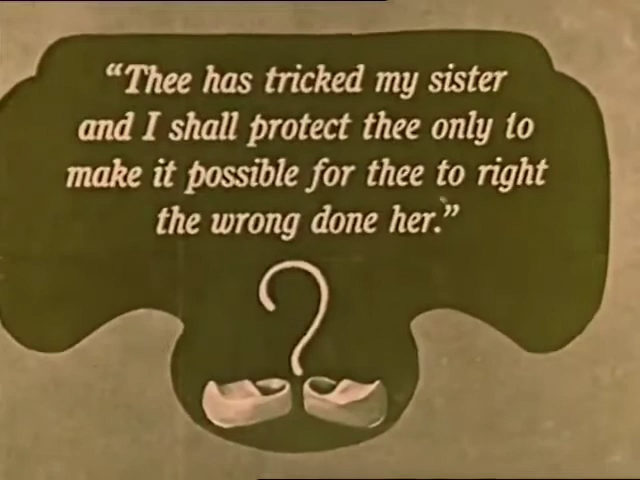 “Thee has tricked my sister
and I shall protect thee only to
make it possible for thee to right
the wrong done her.”
?